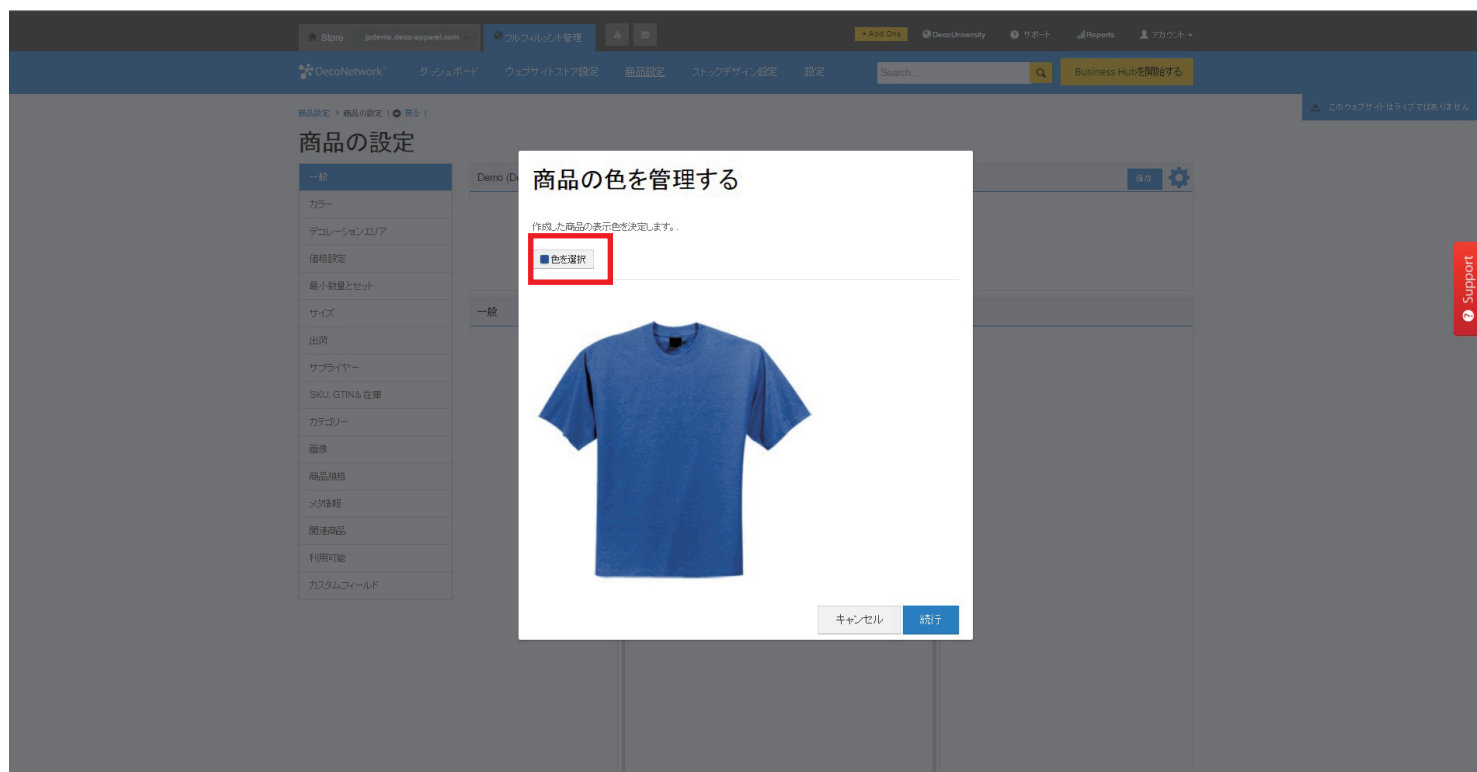 Store jpdemo.deco-apparel.com フルフィルメント管理 + Add Ons DecoUniversity サポート Reports アカウント
DecoNetwork ダッシュボード ウェブサイトストア設定 商品設定 ストックデザイン設定 設定 Search... Business Hubを開始する
このウェブサイトはライブではありません
商品設定 > 商品の設定 | 戻る |
商品の設定
一般
カラー
デコレーションエリア
価格設定
最小数量とセット
サイズ
出荷
サプライヤー
SKU, GTIN& 在庫
カテゴリー
画像
商品規格
メタ情報
関連商品
利用可能
カスタムフィールド
Demo (De
保存
一般
商品の色を管理する
作成した商品の表示色を決定します。.
色を選択
キャンセル 続行
Support